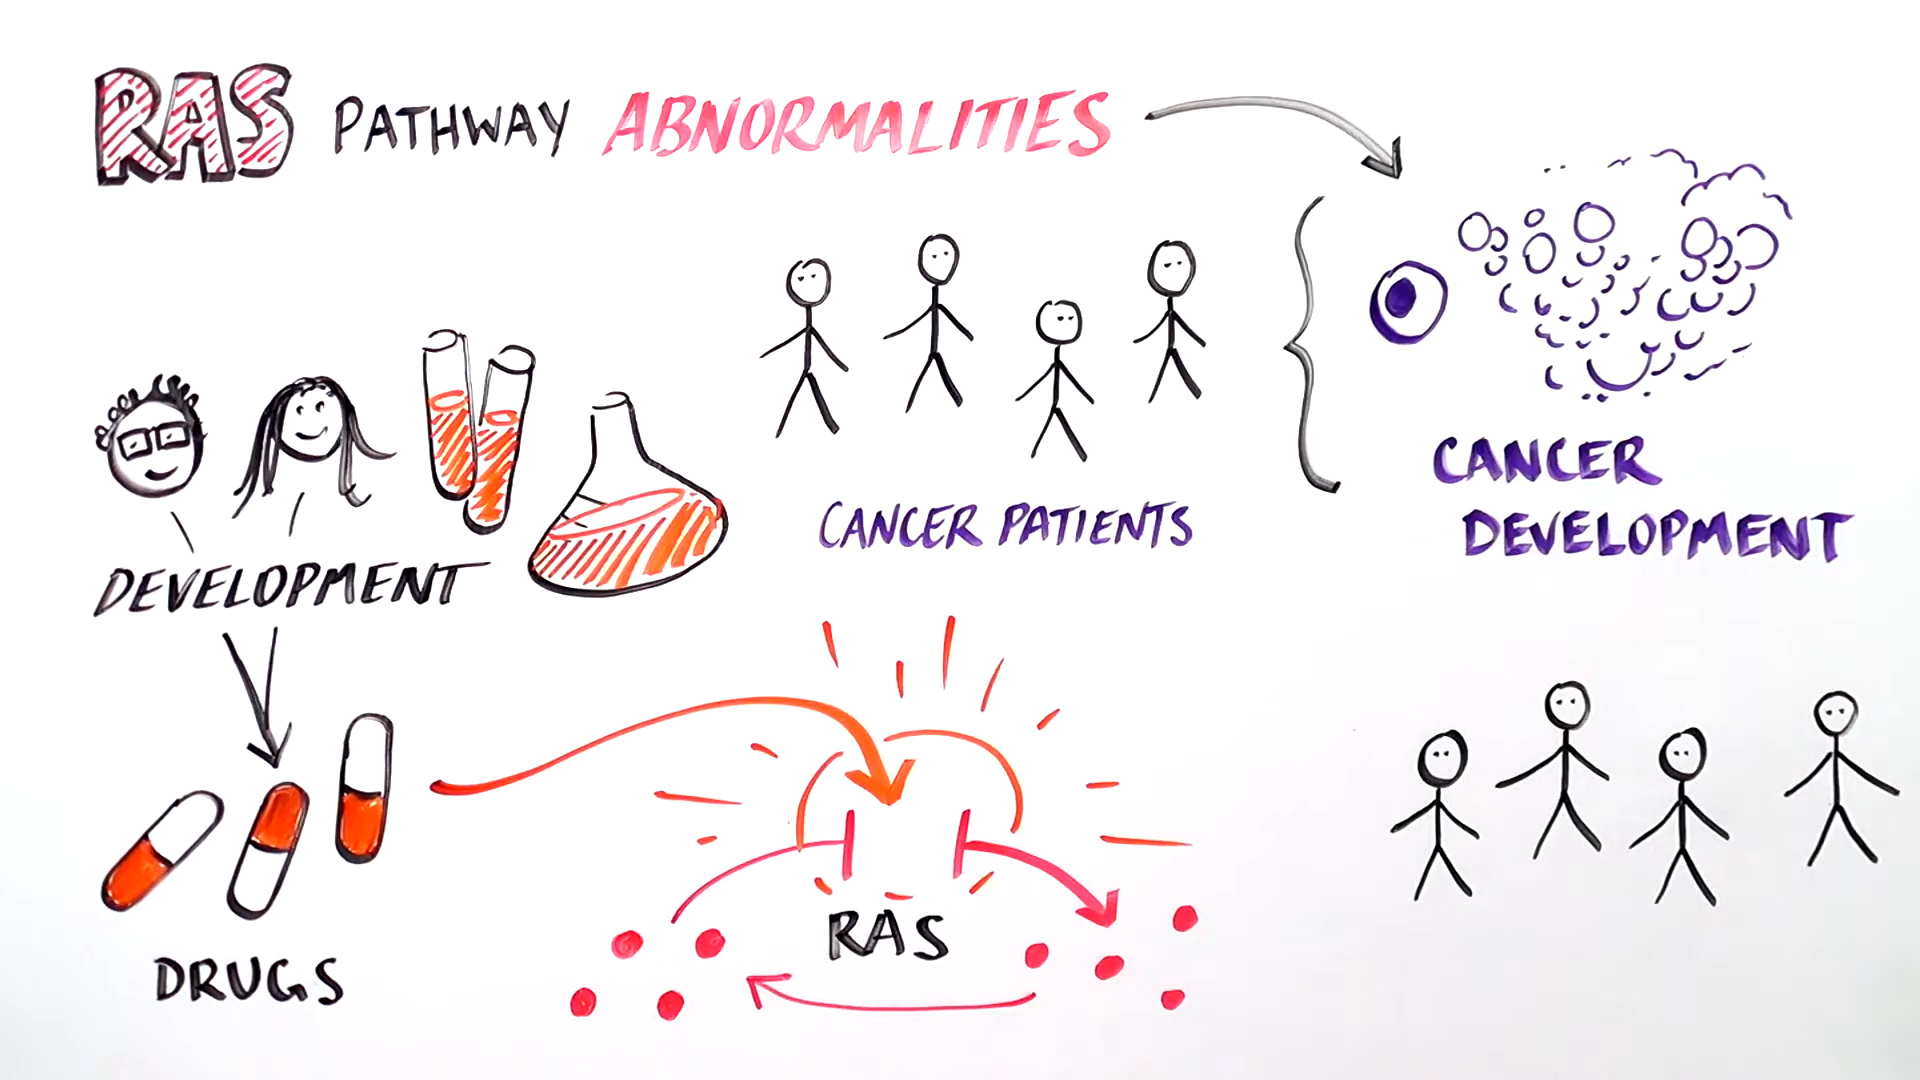 RAS PATHWAY ABNORMALITIES
CANCER PATIENTS
CANCER
DEVELOPMENT
DEVELOPMENT
DRUGS
RAS